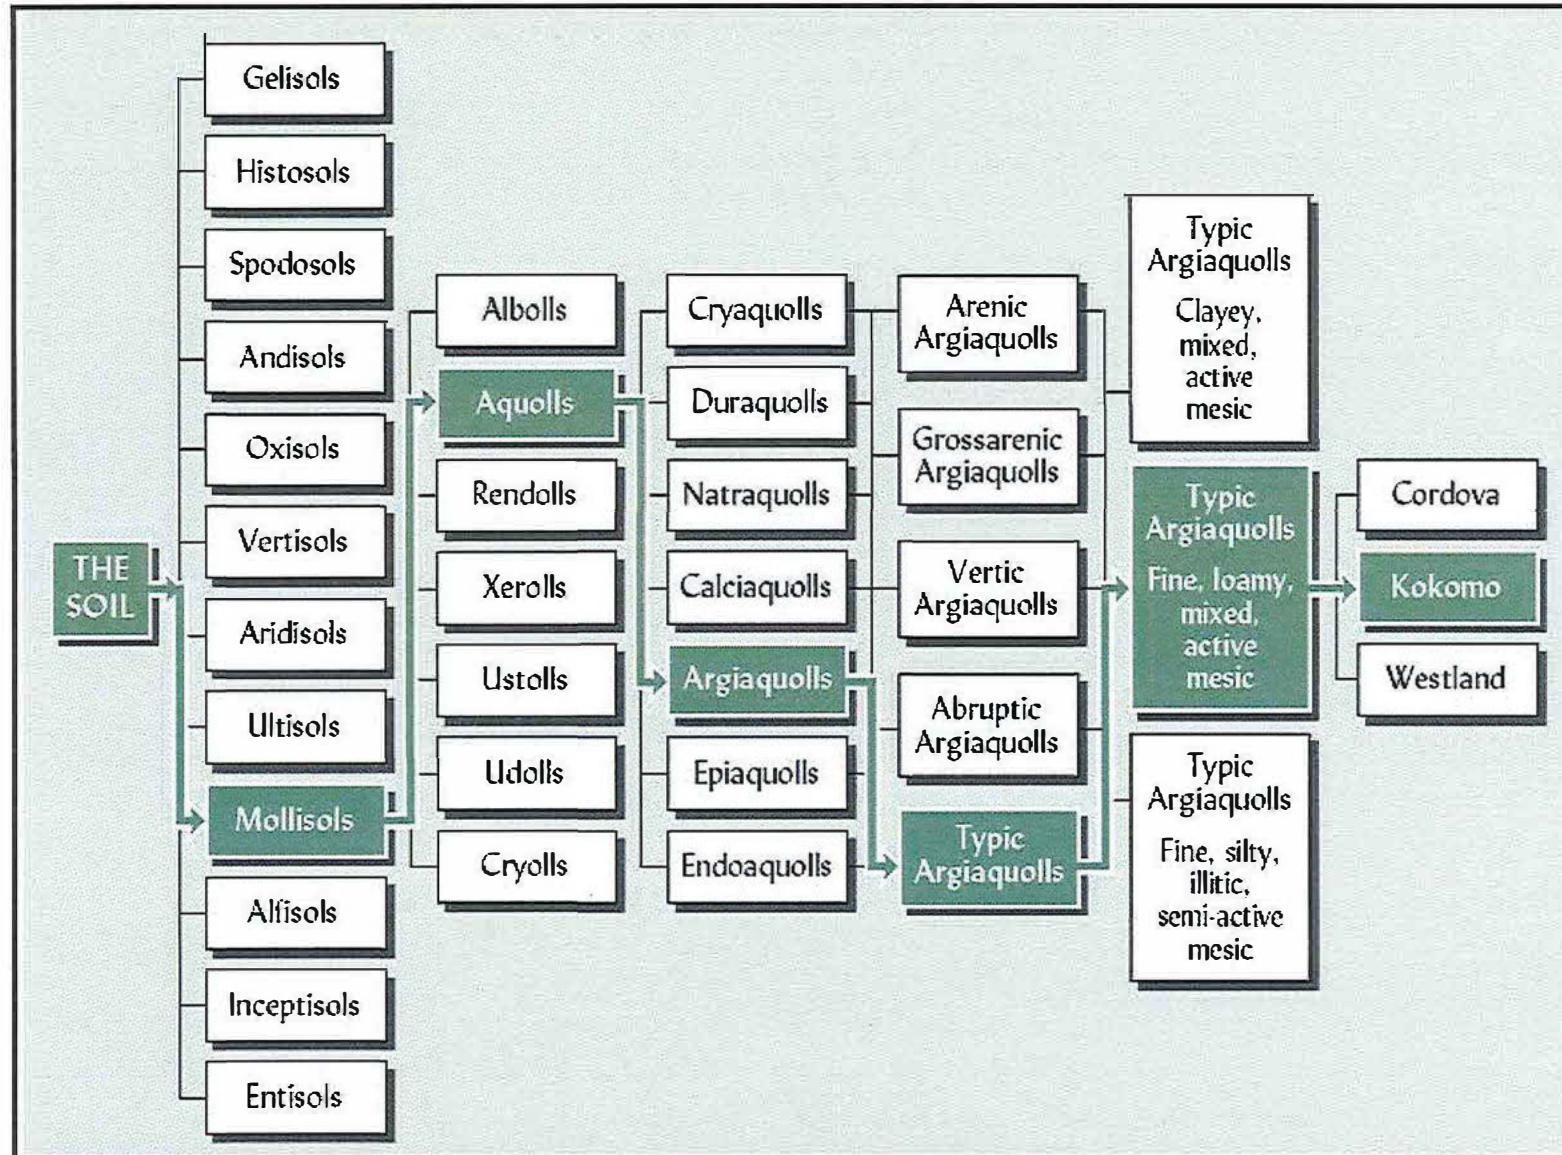 THE
SOIL
Gelisols
Histosols
Spodosols
Andisols
Oxisols
Vertisols
Aridisols
Ultisols
Mollisols
Alfisols
Inceptisols
Entisols
Albolls
Aquolls
Rendolls
Xerolls
Ustolls
Udolls
Cryolls
Cryaquolls
Duraquolls
Natraquolls
Calciaquolls
Argiaquolls
Epiaquolls
Endoaquolls
Arenic
Argiaquolls
Grossarenic
Argiaquolls
Vertic
Argiaquolls
Abruptic
Argiaquolls
Typic
Argiaquolls
Typic
Argiaquolls
Clayey,
mixed,
active
mesic
Typic
Argiaquolls
Fine, loamy,
mixed,
active
mesic
Typic
Argiaquolls
Fine, silty,
illitic,
semi-active
mesic
Cordova
Kokomo
Westland